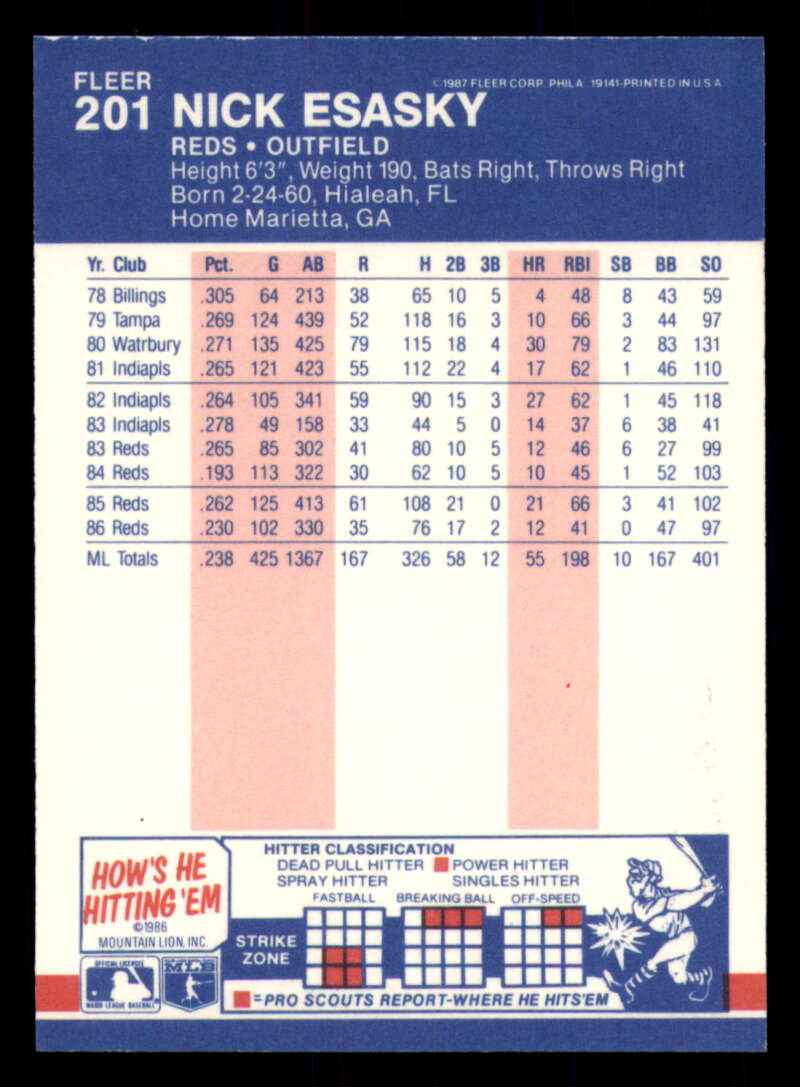 FLEER
©1987 FLEER CORP. PHILA. 19141-PRINTED IN U.S.A.
201 NICK ESASKY
REDS • OUTFIELD
Height 6'3", Weight 190, Bats Right, Throws Right
Born 2-24-60, Hialeah, FL
Home Marietta, GA
Yr. Club Pct. G AB R H 2B 3B HR RBI SB BB SO
78 Billings .305 64 213 38 65 10 5 4 48 8 43 59
79 Tampa .269 124 439 52 118 16 3 10 66 3 44 97
80 Watrbury .271 135 425 79 115 18 4 30 79 2 83 131
81 Indiapls .265 121 423 55 112 22 4 17 62 1 46 110
82 Indiapls .264 105 341 59 90 15 3 27 62 1 45 118
83 Indiapls .278 49 158 33 44 5 0 14 37 6 38 41
83 Reds .265 85 302 41 80 10 5 12 46 6 27 99
84 Reds .193 113 322 30 62 10 5 10 45 1 52 103
85 Reds .262 125 413 61 108 21 0 21 66 3 41 102
86 Reds .230 102 330 35 76 17 2 12 41 0 47 97
ML Totals .238 425 1367 167 326 58 12 55 198 10 167 401
HOW'S HE
HITTING 'EM
©1986
MOUNTAIN LION, INC.
HITTER CLASSIFICATION
DEAD PULL HITTER POWER HITTER
SPRAY HITTER SINGLES HITTER
FASTBALL BREAKING BALL OFF-SPEED
STRIKE
ZONE
=PRO SCOUTS REPORT-WHERE HE HITS'EM
OFFICIAL LICENSEE
MAJOR LEAGUE BASEBALL